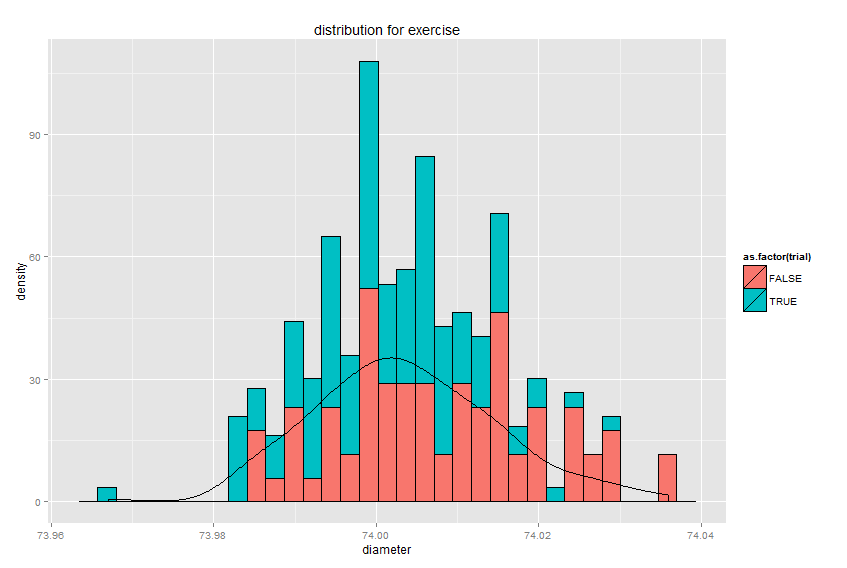 distribution for exercise
density
90
60
30
0
73.96 73.98 74.00 74.02 74.04
diameter
as.factor(trial)
FALSE
TRUE